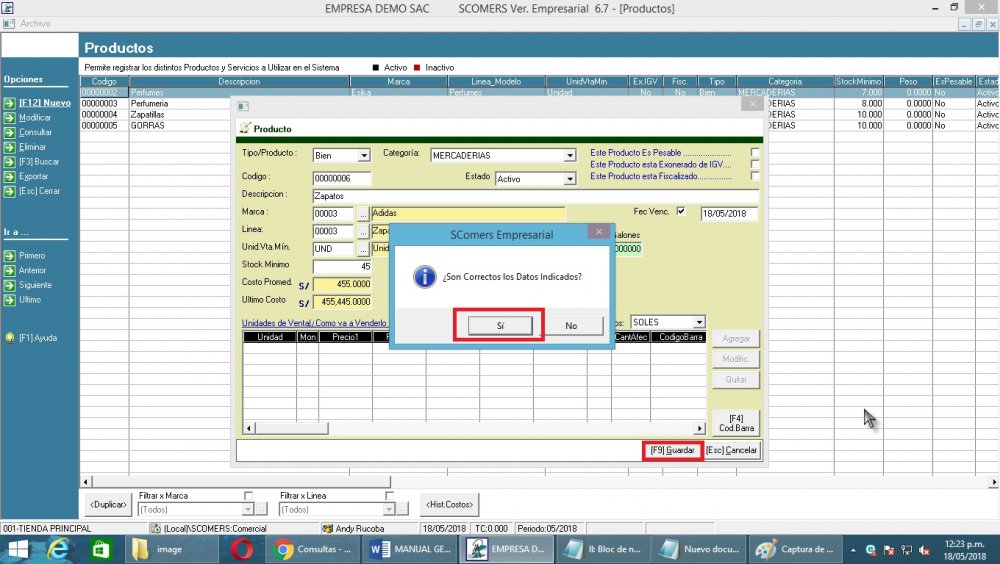 EMPRESA DEMO SAC SCOMERS Ver. Empresarial 6.7 - [Productos]
Archivo
Productos
Permite registrar los distintos Productos y Servicios a Utilizar en el Sistema Activo Inactivo
Opciones
[F12] Nuevo
Modificar
Consultar
Eliminar
[F3] Buscar
Exportar
[Esc] Cerrar
Ir a ...
Primero
Anterior
Siguiente
Ultimo
[F1] Ayuda
Codigo Descripcion Marca Linea_Modelo UnidVtaMin Ex.IGV Fisc. Tipo Categoria StockMinimo Peso EsPesable Estad
00000002 Perfumes Esika Perfumes Unidad No No Bien MERCADERIAS 7.000 0.0000 No Activo
00000003 Perfumeria DERIAS 8.000 0.0000 No Activo
00000004 Zapatillas DERIAS 10.000 0.0000 No Activo
00000005 GORRAS DERIAS 10.000 0.0000 No Activo
Producto
Tipo/Producto : Bien Categoría: MERCADERIAS
Este Producto Es Pesable ......................
Este Producto esta Exonerado de IGV....
Este Producto esta Fiscalizado................
Codigo : 00000006 Estado Activo
Descripcion : Zapatos
Marca : 00003 ... Adidas Fec Venc. 18/05/2018
Linea: 00003 ... Zapa
Unid.Vta.Mín. UND ... Unid
alones
000000
Stock Minimo 45
Costo Promed. S/ 455.0000
Ultimo Costo S/ 455,445.0000
SComers Empresarial
¿Son Correctos los Datos Indicados?
Sí No
Unidades de Venta(¿Como va a Venderlo os: SOLES
Unidad Mon Precio1 CantAfec CodigoBarra
Agregar
Modific.
Quitar
[F4]
Cod.Barra
[F9] Guardar [Esc] Cancelar
<Duplicar> Filtrar x Marca Filtrar x Linea <Hist.Costos>
(Todos) ... (Todos) ...
001-TIENDA PRINCIPAL (Local)\SCOMERS:Comercial Andy Rucoba 18/05/2018 TC:0.000 Periodo:05/2018
image Consultas - ... MANUAL GE... EMPRESA D... II: Bloc de n... Nuevo docu... Captura de ...
12:23 p.m.
18/05/2018